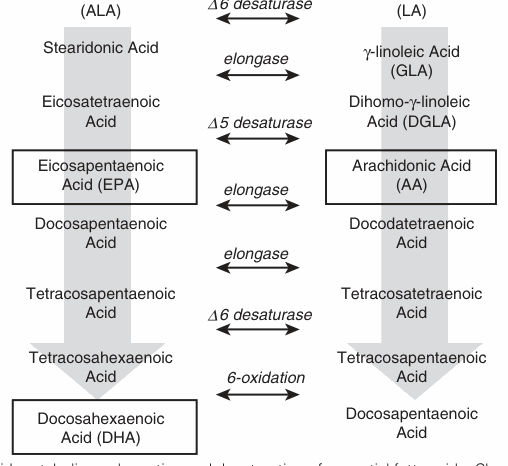 (ALA)
Δ6 desaturase
(LA)
Stearidonic Acid
elongase
γ-linoleic Acid
(GLA)
Eicosatetraenoic
Acid
Δ5 desaturase
Dihomo-γ-linoleic
Acid (DGLA)
Eicosapentaenoic
Acid (EPA)
elongase
Arachidonic Acid
(AA)
Docosapentaenoic
Acid
elongase
Docodatetraenoic
Acid
Tetracosapentaenoic
Acid
Δ6 desaturase
Tetracosatetraenoic
Acid
Tetracosahexaenoic
Acid
6-oxidation
Tetracosapentaenoic
Acid
Docosahexaenoic
Acid (DHA)
Docosapentaenoic
Acid